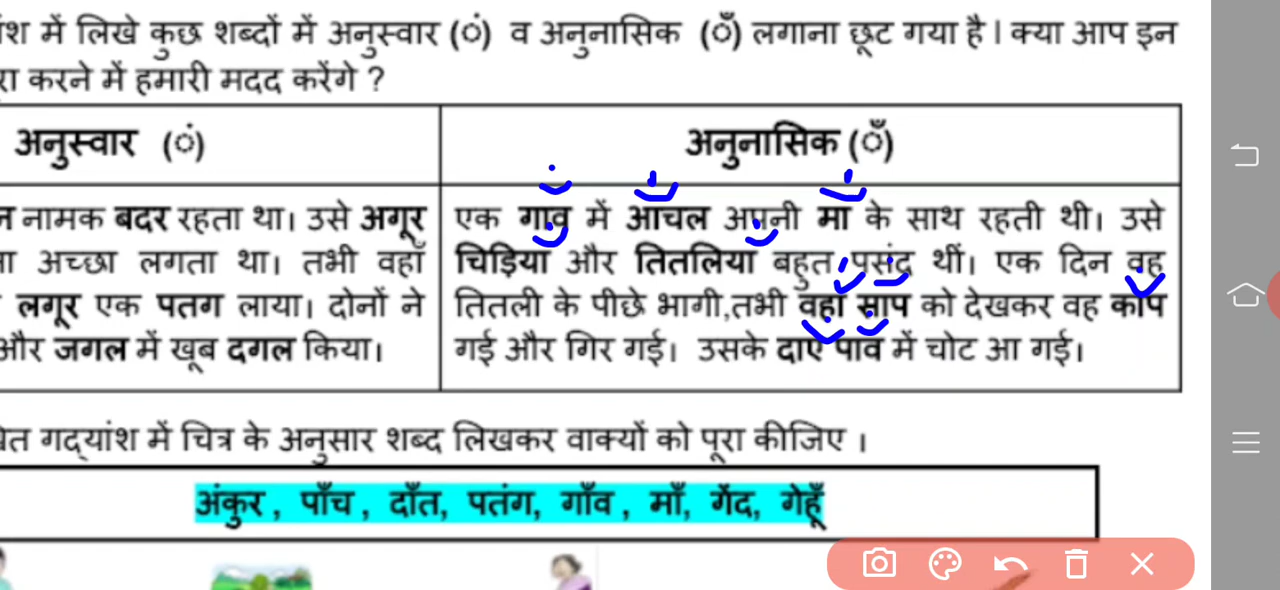 श में लिखे कुछ शब्दों में अनुस्वार (ं) व अनुनासिक (ँ) लगाना छूट गया है। क्या आप इन
रा करने में हमारी मदद करेंगे ?
अनुस्वार (ं)
अनुनासिक (ँ)
न नामक बदर रहता था। उसे अगूर
ा अच्छा लगता था। तभी वहाँ
लगूर एक पतग लाया। दोनों ने
और जगल में खूब दगल किया।
एक गाव में आचल अपनी मा के साथ रहती थी। उसे
चिड़िया और तितलिया बहुत पसंद थीं। एक दिन वह
तितली के पीछे भागी,तभी वहा साप को देखकर वह काप
गई और गिर गई। उसके दाए पाव में चोट आ गई।
त गद्यांश में चित्र के अनुसार शब्द लिखकर वाक्यों को पूरा कीजिए ।
अंकुर , पाँच , दाँत, पतंग, गाँव , माँ, गेंद, गेहूँ